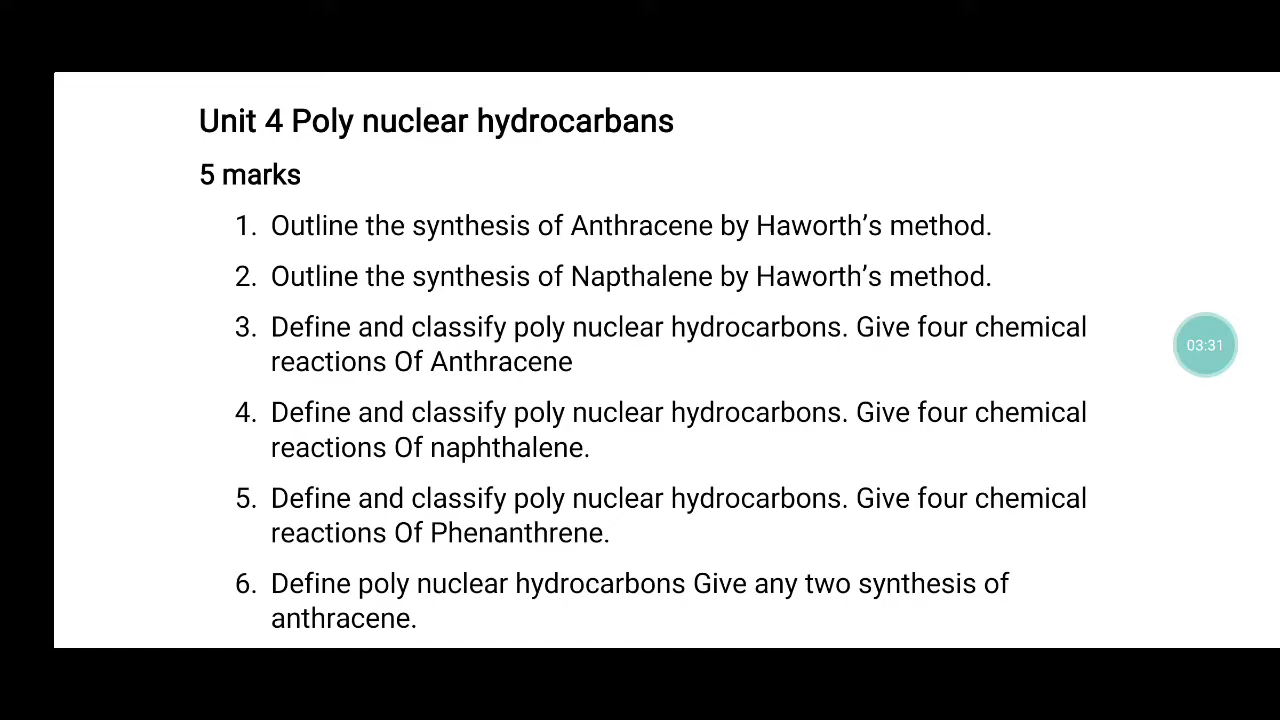 Unit 4 Poly nuclear hydrocarbans
5 marks
1. Outline the synthesis of Anthracene by Haworth’s method.
2. Outline the synthesis of Napthalene by Haworth’s method.
3. Define and classify poly nuclear hydrocarbons. Give four chemical
reactions Of Anthracene
03:31
4. Define and classify poly nuclear hydrocarbons. Give four chemical
reactions Of naphthalene.
5. Define and classify poly nuclear hydrocarbons. Give four chemical
reactions Of Phenanthrene.
6. Define poly nuclear hydrocarbons Give any two synthesis of
anthracene.